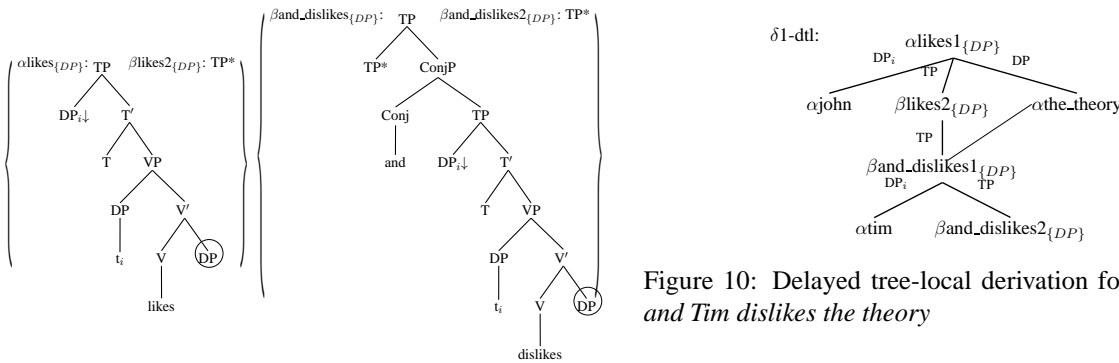 βand_dislikes{DP}: TP βand_dislikes2{DP}: TP*
αlikes{DP}: TP βlikes2{DP}: TP*
TP* ConjP
DPi↓ T′
Conj TP
T VP
and DPi↓ T′
DP V′
T VP
ti V DP
DP V′
likes
ti V DP
dislikes
δ1-dtl: αlikes1{DP}
DPi TP DP
αjohn βlikes2{DP} αthe_theory
TP
βand_dislikes1{DP}
DPi TP
αtim βand_dislikes2{DP}
Figure 10: Delayed tree-local derivation fo
and Tim dislikes the theory